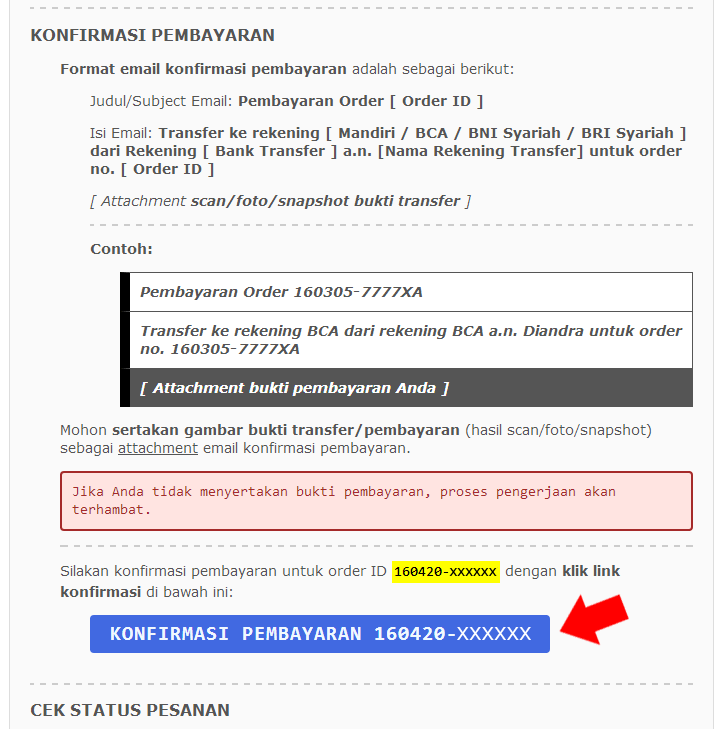 KONFIRMASI PEMBAYARAN
Format email konfirmasi pembayaran adalah sebagai berikut:
Judul/Subject Email: Pembayaran Order [ Order ID ]
Isi Email: Transfer ke rekening [ Mandiri / BCA / BNI Syariah / BRI Syariah ]
dari Rekening [ Bank Transfer ] a.n. [Nama Rekening Transfer] untuk order
no. [ Order ID ]
[ Attachment scan/foto/snapshot bukti transfer ]
Contoh:
Pembayaran Order 160305-7777XA
Transfer ke rekening BCA dari rekening BCA a.n. Diandra untuk order
no. 160305-7777XA
[ Attachment bukti pembayaran Anda ]
Mohon sertakan gambar bukti transfer/pembayaran (hasil scan/foto/snapshot)
sebagai attachment email konfirmasi pembayaran.
Jika Anda tidak menyertakan bukti pembayaran, proses pengerjaan akan
terhambat.
Silakan konfirmasi pembayaran untuk order ID 160420-XXXXXX dengan klik link
konfirmasi di bawah ini:
KONFIRMASI PEMBAYARAN 160420-XXXXXX
CEK STATUS PESANAN